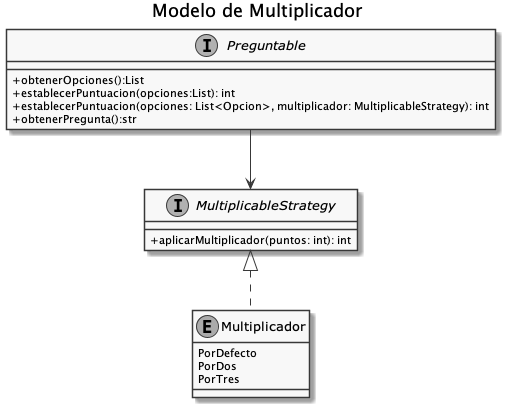 Modelo de Multiplicador
I Preguntable
+obtenerOpciones():List
+establecerPuntuacion(opciones:List): int
+establecerPuntuacion(opciones: List<Opcion>, multiplicador: MultiplicableStrategy): int
+obtenerPregunta():str
I MultiplicableStrategy
+aplicarMultiplicador(puntos: int): int
E Multiplicador
PorDefecto
PorDos
PorTres